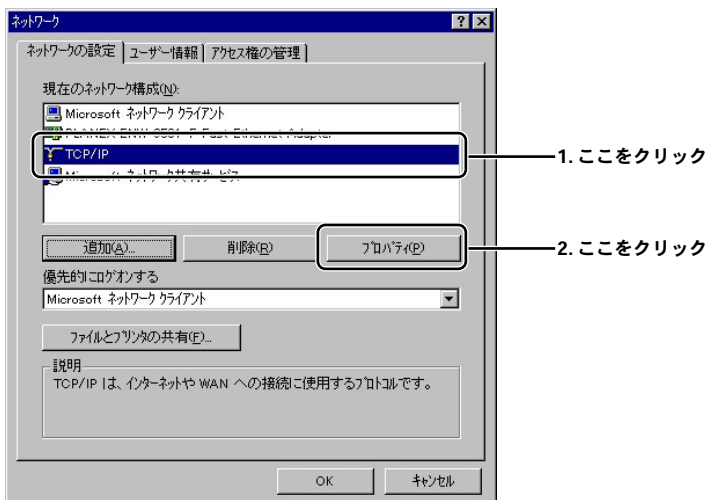 ネットワーク
ネットワークの設定 ユーザー情報 アクセス権の管理
現在のネットワーク構成(N):
Microsoft ネットワーク クライアント
TCP/IP
1. ここをクリック
追加(A)... 削除(R) プロパティ(P)
2. ここをクリック
優先的にログオンする
Microsoft ネットワーク クライアント
ファイルとプリンタの共有(F)...
説明
TCP/IP は、インターネットや WAN への接続に使用するプロトコルです。
OK キャンセル